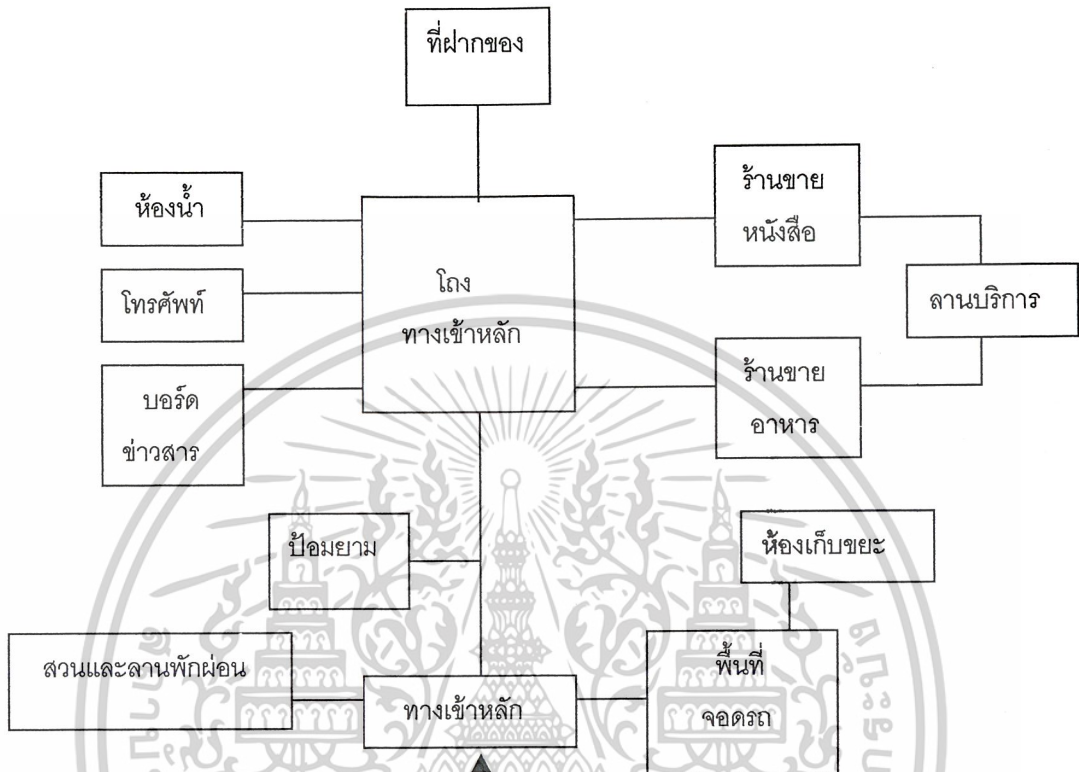 ที่ฝากของ
ห้องน้ำ
โทรศัพท์
บอร์ด
ข่าวสาร
โถง
ทางเข้าหลัก
ร้านขาย
หนังสือ
ร้านขาย
อาหาร
ลานบริการ
ป้อมยาม
ห้องเก็บขยะ
สวนและลานพักผ่อน
ทางเข้าหลัก
พื้นที่
จอดรถ